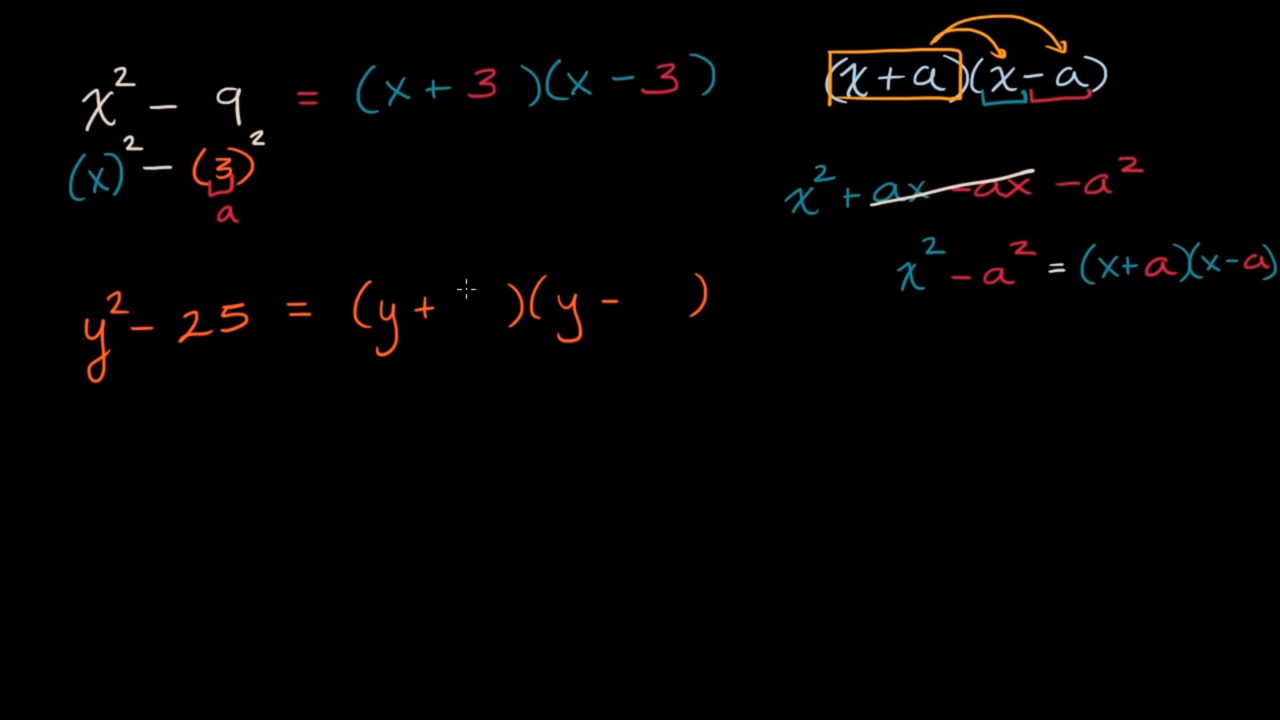 x² - 9 = (x + 3)(x - 3)
(x)² - (3)²
a
y² - 25 = (y + )(y - )
(x + a)(x - a)
x² + ax - ax - a²
x² - a² = (x+a)(x-a)